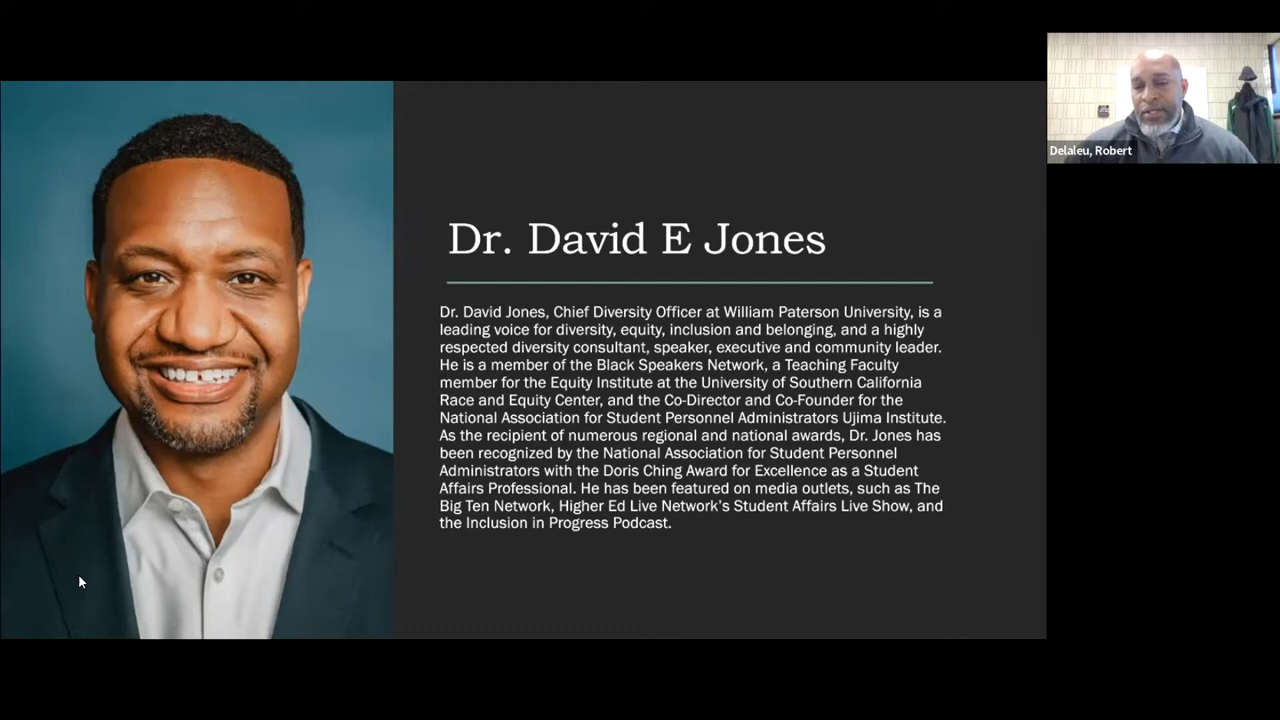 Dr. David E Jones
Dr. David Jones, Chief Diversity Officer at William Paterson University, is a
leading voice for diversity, equity, inclusion and belonging, and a highly
respected diversity consultant, speaker, executive and community leader.
He is a member of the Black Speakers Network, a Teaching Faculty
member for the Equity Institute at the University of Southern California
Race and Equity Center, and the Co-Director and Co-Founder for the
National Association for Student Personnel Administrators Ujima Institute.
As the recipient of numerous regional and national awards, Dr. Jones has
been recognized by the National Association for Student Personnel
Administrators with the Doris Ching Award for Excellence as a Student
Affairs Professional. He has been featured on media outlets, such as The
Big Ten Network, Higher Ed Live Network’s Student Affairs Live Show, and
the Inclusion in Progress Podcast.
Delaleu, Robert